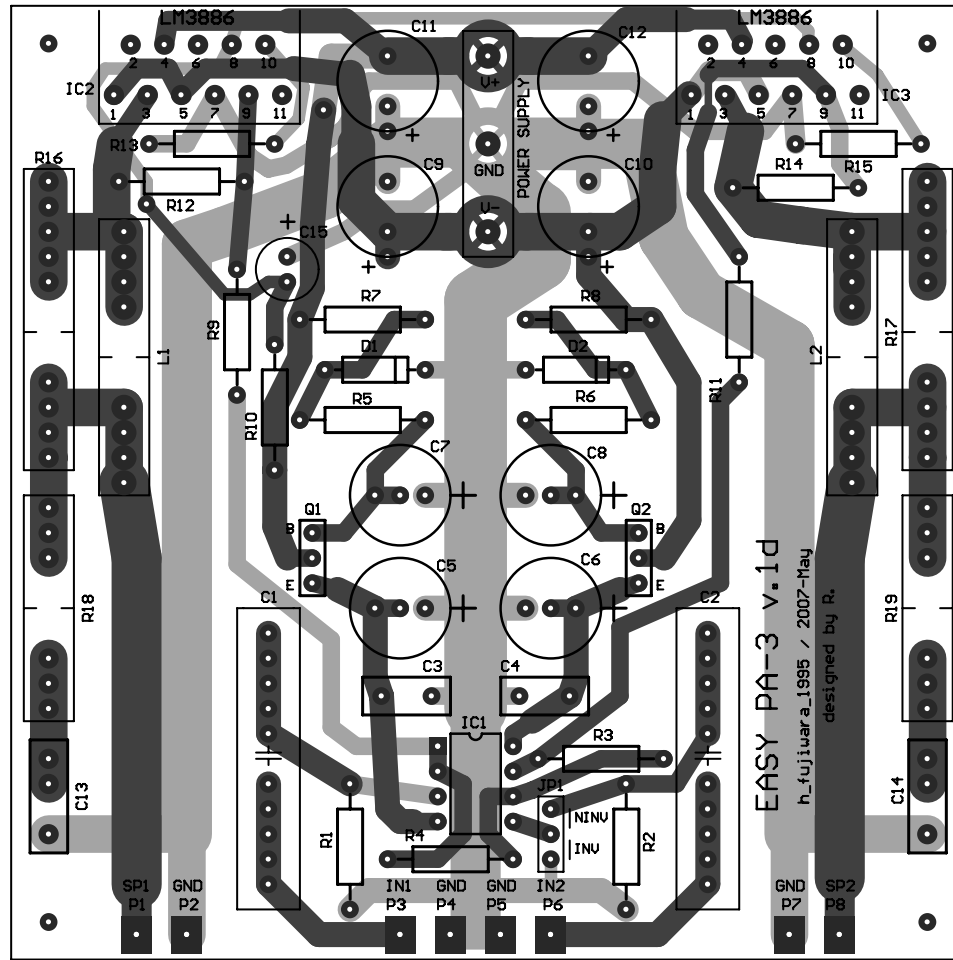 LM3886
C11
C12
LM3886
V+
2 4 6 8 10
2 4 6 8 10
IC2
IC3
1 3 5 7 9 11
1 3 5 7 9 11
+
+
POWER SUPPLY
R13
R14
R15
R16
C9
GND
C10
R12
V-
+
C15
+
+
R7
R8
R9
R17
L1
D1
D2
L2
R11
R5
R6
R10
C7
C8
+
+
Q1
Q2
B
B
E
E
C5
C6
+
+
C1
C2
R18
R19
EASY PA-3 v.1d
h_fujiwara_1995 / 2007-May
designed by R.
C3
C4
IC1
R3
C13
C14
JP1
NINV
INV
R1
R4
R2
SP1
P1
GND
P2
IN1
P3
GND
P4
GND
P5
IN2
P6
GND
P7
SP2
P8